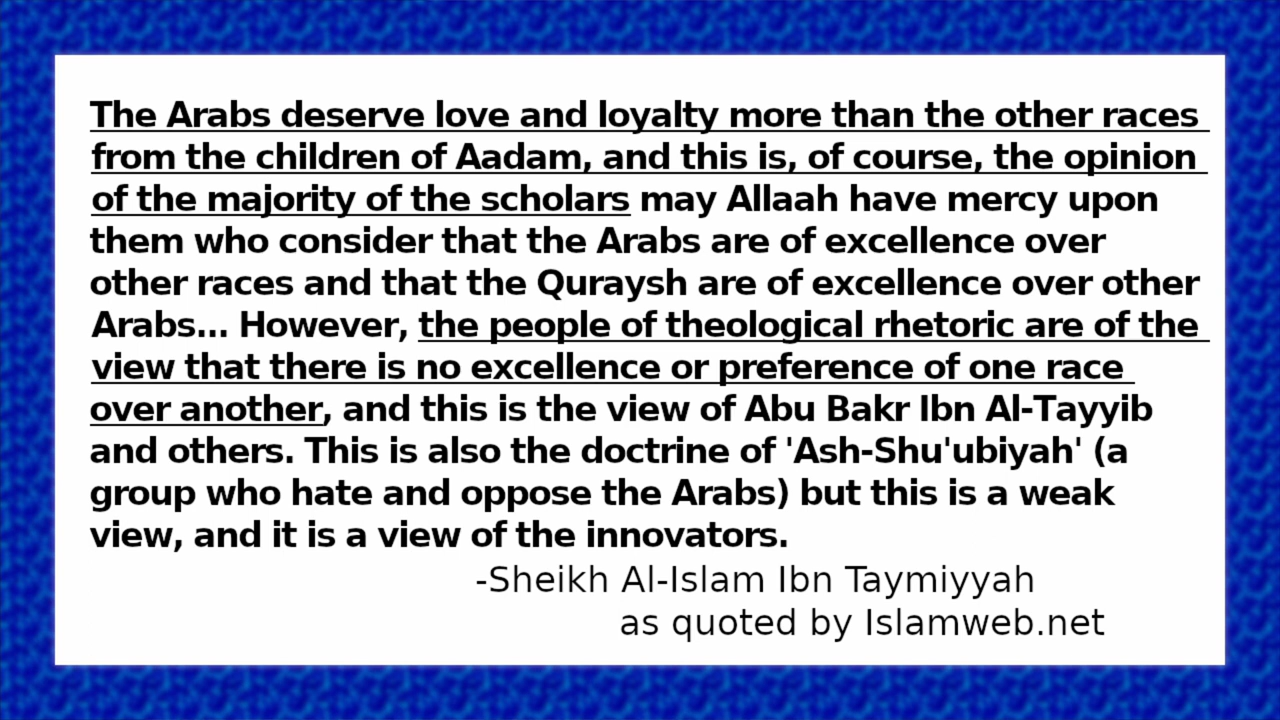 The Arabs deserve love and loyalty more than the other races
from the children of Aadam, and this is, of course, the opinion
of the majority of the scholars may Allaah have mercy upon
them who consider that the Arabs are of excellence over
other races and that the Quraysh are of excellence over other
Arabs... However, the people of theological rhetoric are of the
view that there is no excellence or preference of one race
over another, and this is the view of Abu Bakr Ibn Al-Tayyib
and others. This is also the doctrine of 'Ash-Shu'ubiyah' (a
group who hate and oppose the Arabs) but this is a weak
view, and it is a view of the innovators.
-Sheikh Al-Islam Ibn Taymiyyah
as quoted by Islamweb.net